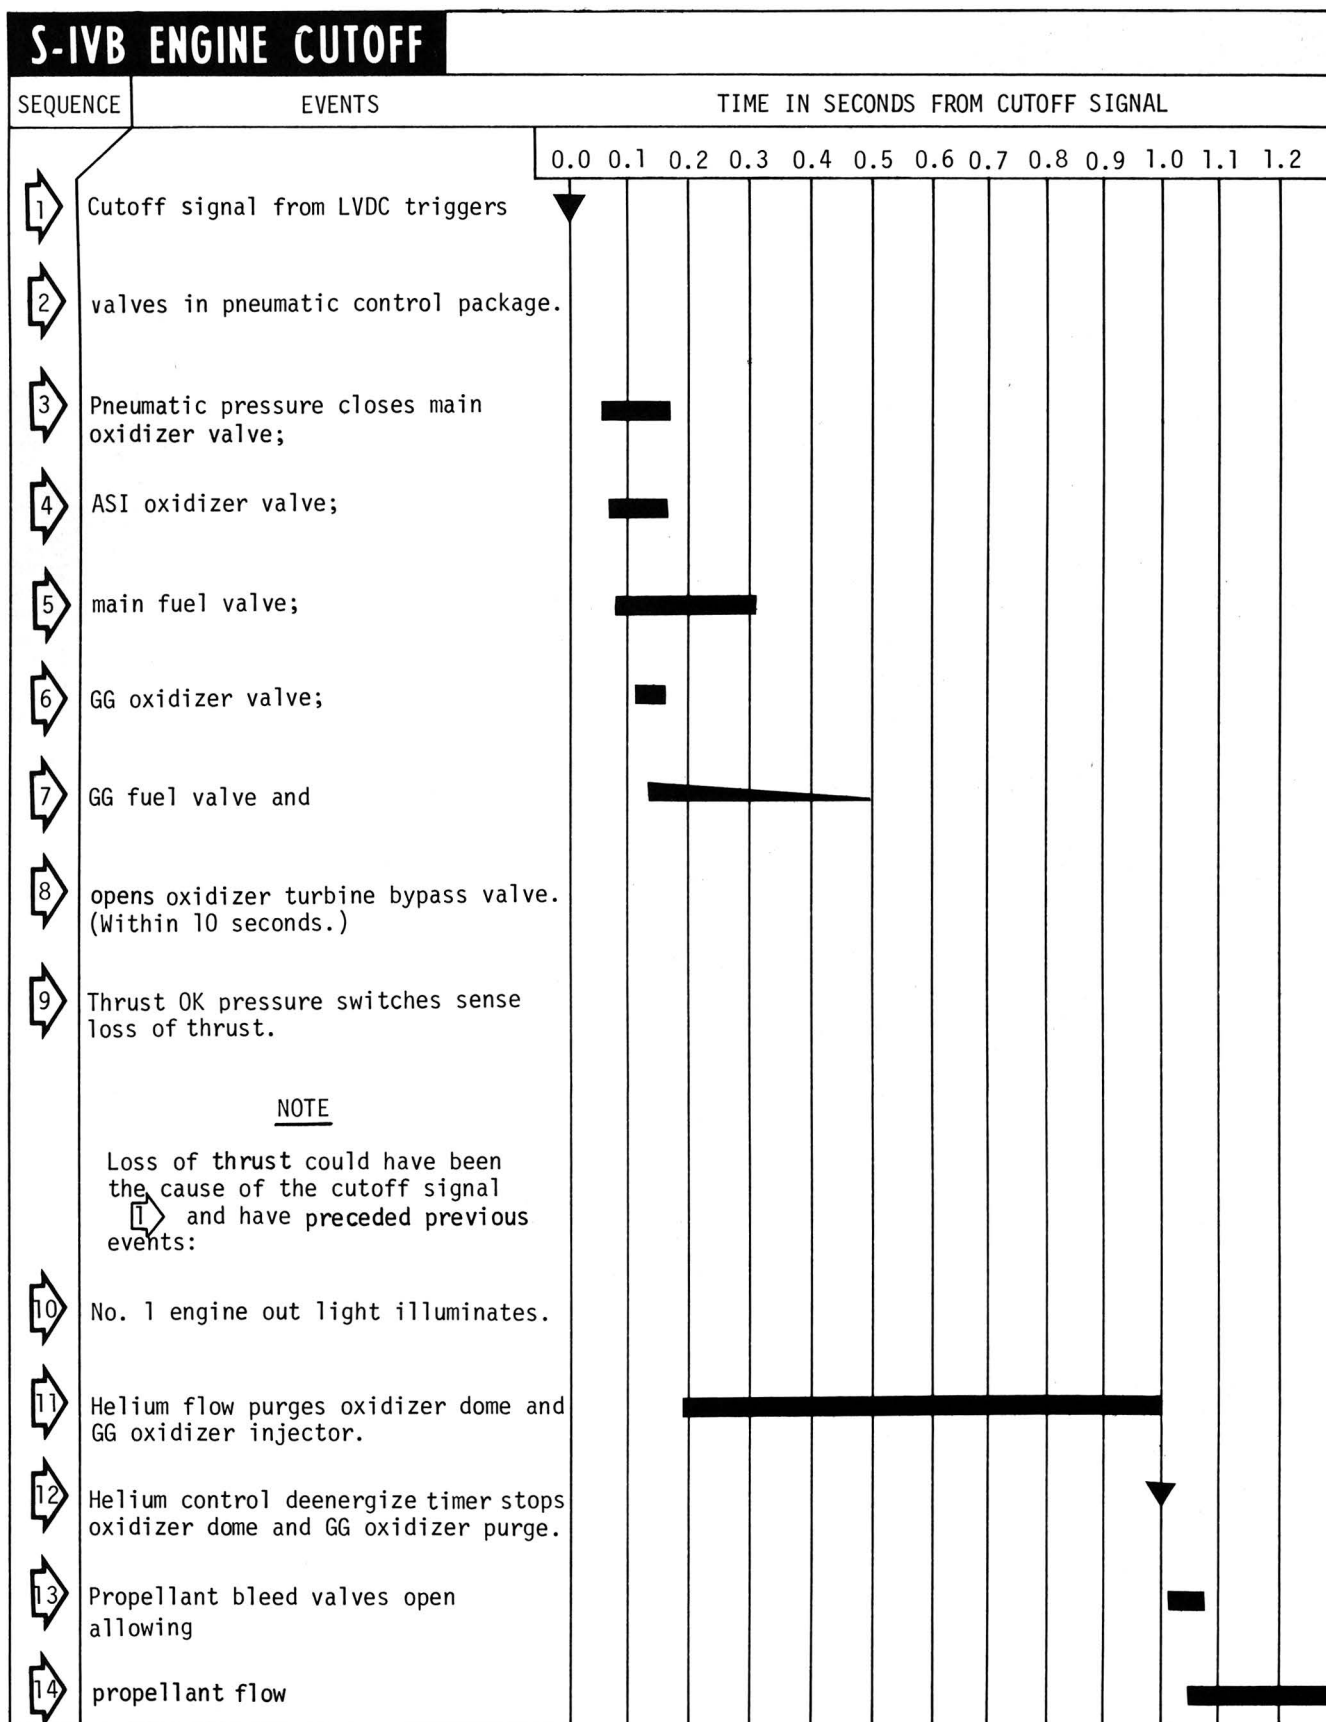 S-IVB ENGINE CUTOFF
SEQUENCE EVENTS TIME IN SECONDS FROM CUTOFF SIGNAL
0.0 0.1 0.2 0.3 0.4 0.5 0.6 0.7 0.8 0.9 1.0 1.1 1.2
1 Cutoff signal from LVDC triggers
2 valves in pneumatic control package.
3 Pneumatic pressure closes main
oxidizer valve;
4 ASI oxidizer valve;
5 main fuel valve;
6 GG oxidizer valve;
7 GG fuel valve and
8 opens oxidizer turbine bypass valve.
(Within 10 seconds.)
9 Thrust OK pressure switches sense
loss of thrust.
NOTE
Loss of thrust could have been
the cause of the cutoff signal
1 and have preceded previous
events:
10 No. 1 engine out light illuminates.
11 Helium flow purges oxidizer dome and
GG oxidizer injector.
12 Helium control deenergize timer stops
oxidizer dome and GG oxidizer purge.
13 Propellant bleed valves open
allowing
14 propellant flow